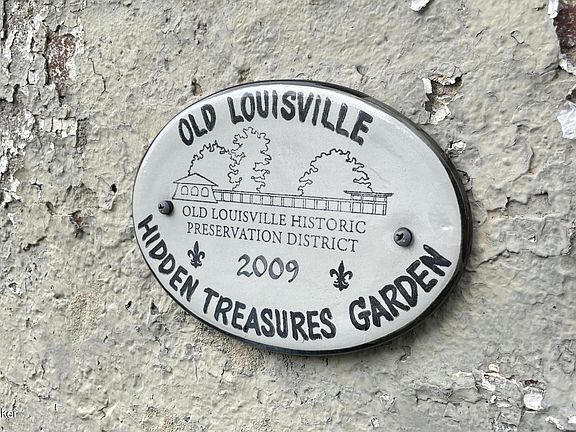 OLD LOUISVILLE
OLD LOUISVILLE HISTORIC
PRESERVATION DISTRICT
2009
HIDDEN TREASURES GARDEN